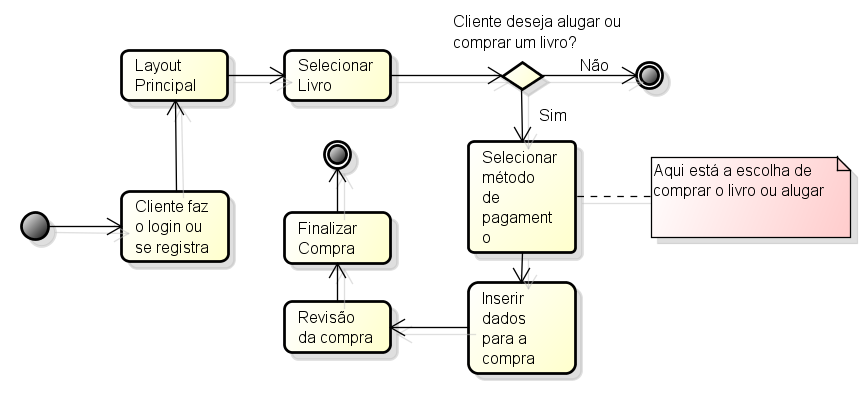 Cliente deseja alugar ou
comprar um livro?
Layout
Principal
Selecionar
Livro
Não
Sim
Selecionar
método
de
pagament
o
Aqui está a escolha de
comprar o livro ou alugar
Cliente faz
o login ou
se registra
Finalizar
Compra
Inserir
dados
para a
compra
Revisão
da compra